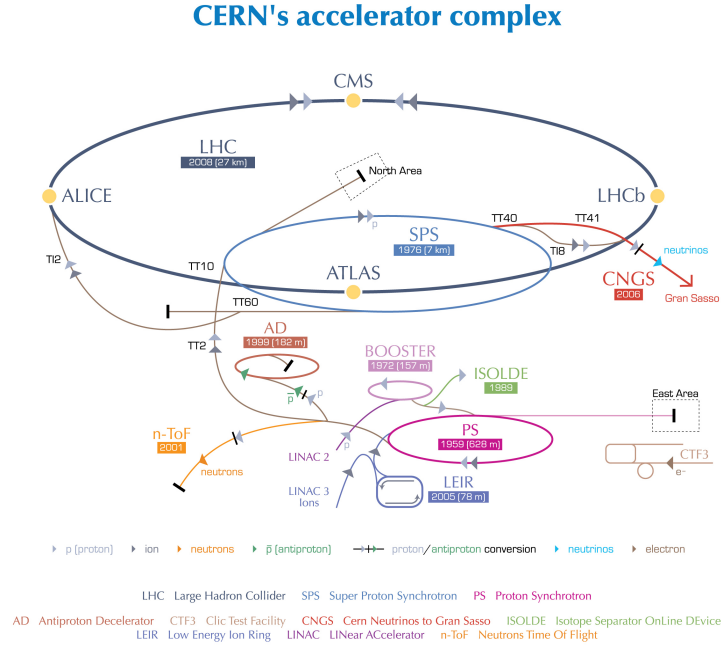 CERN's accelerator complex
CMS
LHC
2008 (27 km)
North Area
ALICE
LHCb
TT40
TT41
p
SPS
1976 (7 km)
TI8
neutrinos
TI2
TT10
ATLAS
CNGS
2006
Gran Sasso
TT60
AD
1999 (182 m)
TT2
BOOSTER
1972 (157 m)
ISOLDE
1989
East Area
p̅
p
n-ToF
2001
p
PS
1959 (628 m)
LINAC 2
neutrons
CTF3
e-
LINAC 3
Ions
LEIR
2005 (78 m)
p (proton)
ion
neutrons
p̅ (antiproton)
proton/antiproton conversion
neutrinos
electron
LHC Large Hadron Collider SPS Super Proton Synchrotron PS Proton Synchrotron
AD Antiproton Decelerator CTF3 Clic Test Facility CNGS Cern Neutrinos to Gran Sasso ISOLDE Isotope Separator OnLine DEvice
LEIR Low Energy Ion Ring LINAC LINear ACcelerator n-ToF Neutrons Time Of Flight